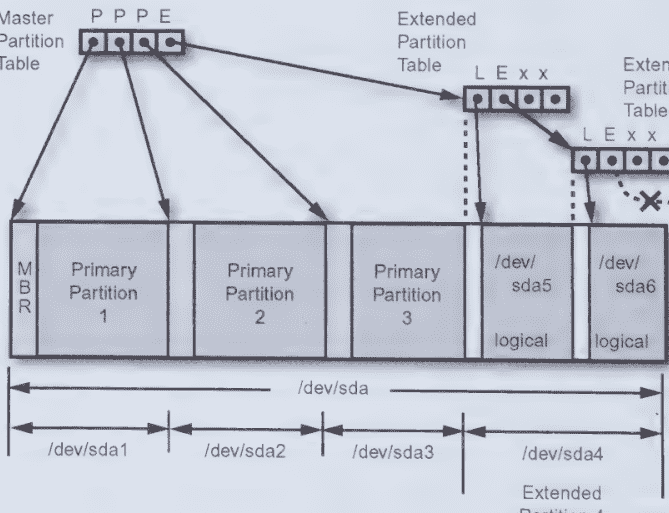 Master
Partition
Table
P P P E
Extended
Partition
Table
L E x x
L E x x
MBR
Primary
Partition
1
Primary
Partition
2
Primary
Partition
3
/dev/
sda5
logical
/dev/
sda6
logical
/dev/sda
/dev/sda1
/dev/sda2
/dev/sda3
/dev/sda4
Extended